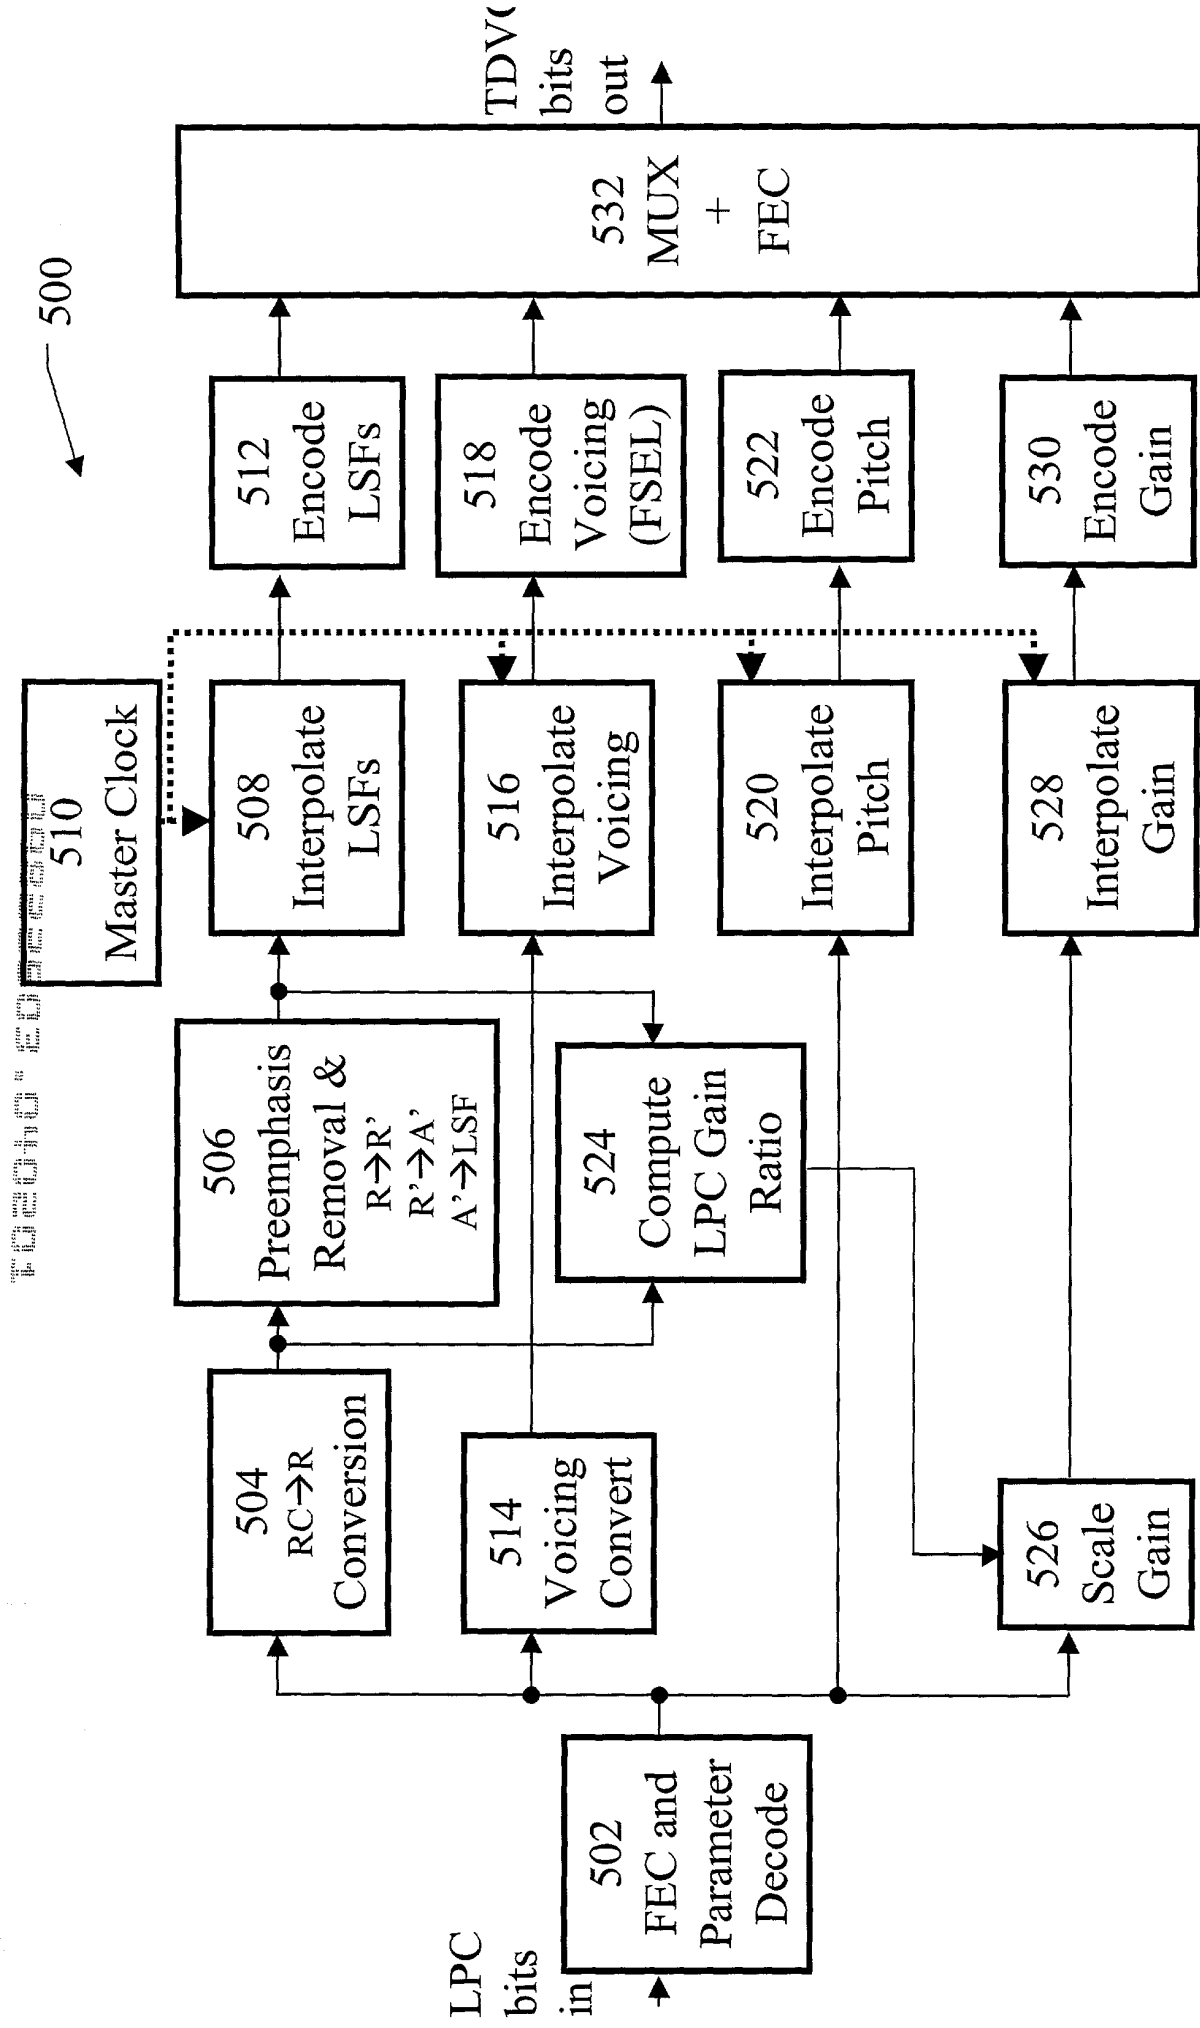 500
LPC
bits
in
502
FEC and
Parameter
Decode
504
RC→R
Conversion
506
Preemphasis
Removal &
R→R'
R'→A'
A'→LSF
510
Master Clock
508
Interpolate
LSFs
512
Encode
LSFs
514
Voicing
Convert
516
Interpolate
Voicing
518
Encode
Voicing
(FSEL)
524
Compute
LPC Gain
Ratio
520
Interpolate
Pitch
522
Encode
Pitch
526
Scale
Gain
528
Interpolate
Gain
530
Encode
Gain
532
MUX
+
FEC
TDV
bits
out